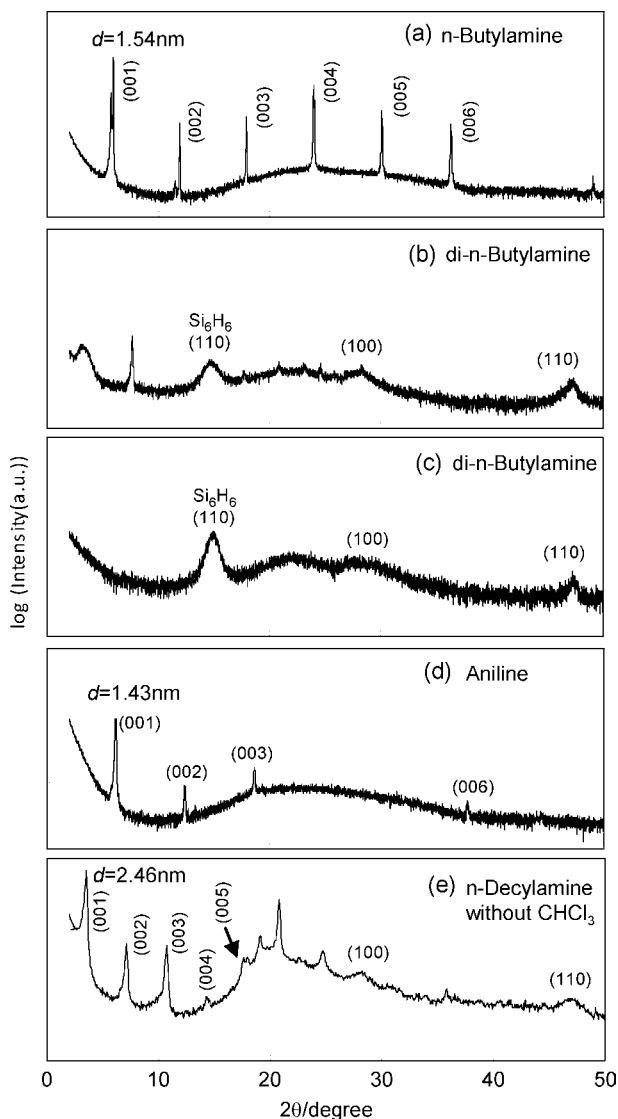 (a) n-Butylamine
d=1.54nm
(001)
(002)
(003)
(004)
(005)
(006)
(b) di-n-Butylamine
Si6H6
(110)
(100)
(110)
(c) di-n-Butylamine
Si6H6
(110)
(100)
(110)
(d) Aniline
d=1.43nm
(001)
(002)
(003)
(006)
(e) n-Decylamine
without CHCl3
d=2.46nm
(001)
(002)
(003)
(004)
(005)
(100)
(110)
log (Intensity(a.u.))
0 10 20 30 40 50
2θ/degree